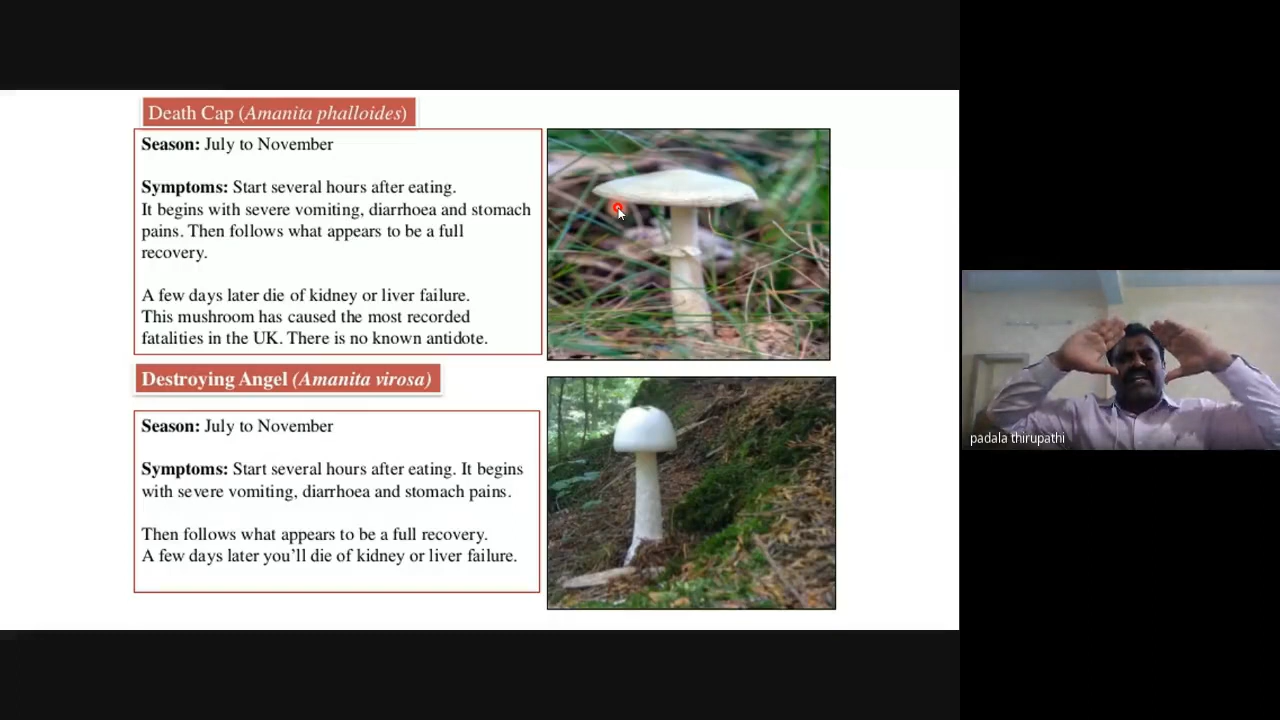 Death Cap (Amanita phalloides)
Season: July to November
Symptoms: Start several hours after eating.
It begins with severe vomiting, diarrhoea and stomach
pains. Then follows what appears to be a full
recovery.
A few days later die of kidney or liver failure.
This mushroom has caused the most recorded
fatalities in the UK. There is no known antidote.
Destroying Angel (Amanita virosa)
Season: July to November
Symptoms: Start several hours after eating. It begins
with severe vomiting, diarrhoea and stomach pains.
Then follows what appears to be a full recovery.
A few days later you’ll die of kidney or liver failure.
padala thirupathi